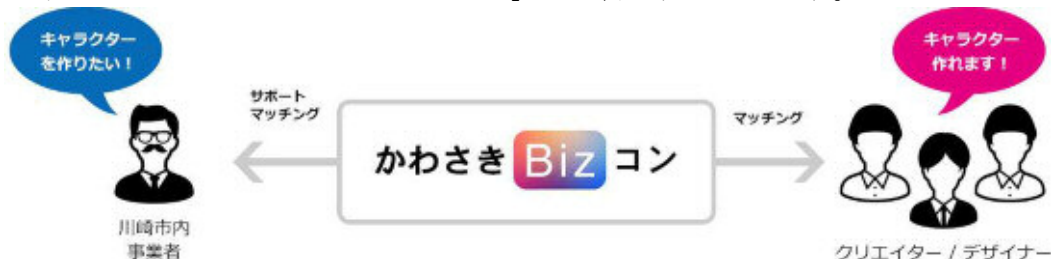 キャラクター
を作りたい！
キャラクター
作れます！
サポート
マッチング
マッチング
かわさき Biz コン
川崎市内
事業者
クリエイター / デザイナー